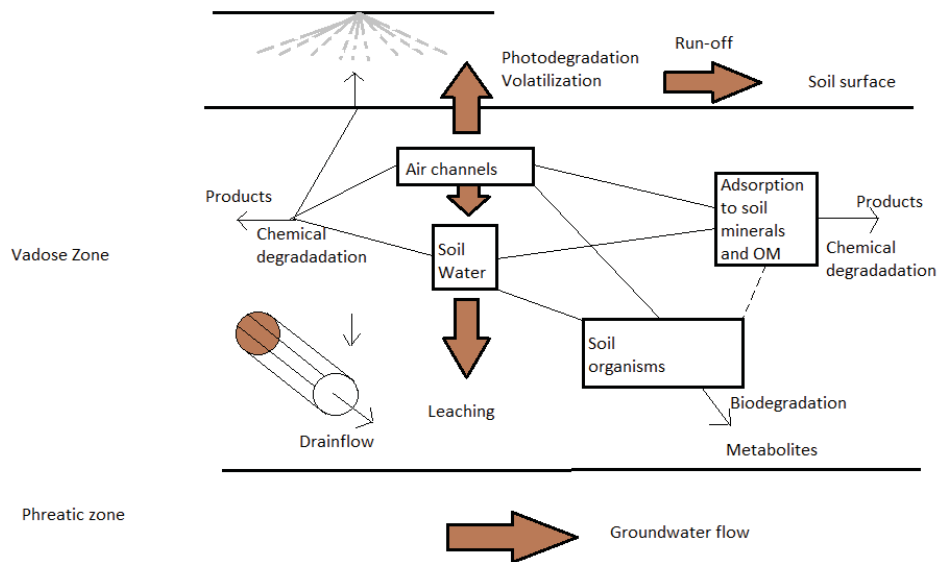 Photodegradation
Volatilization
Run-off
Soil surface
Air channels
Adsorption
to soil
minerals
and OM
Products
Chemical
degradadation
Products
Chemical
degradadation
Vadose Zone
Soil
Water
Soil
organisms
Leaching
Drainflow
Biodegradation
Metabolites
Phreatic zone
Groundwater flow